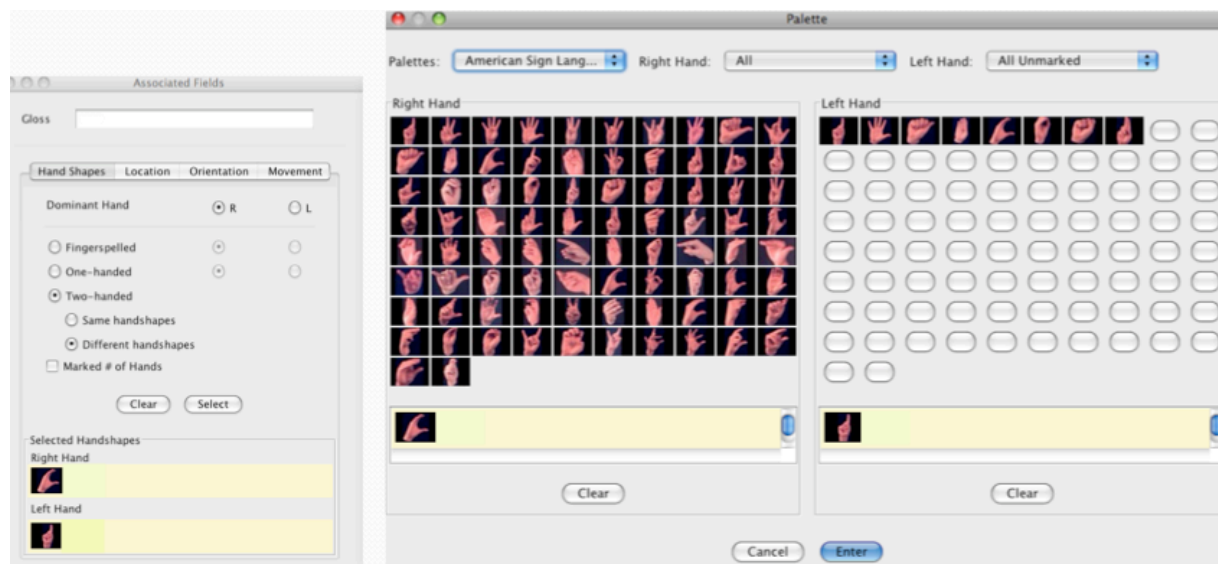 Associated Fields
Gloss
Hand Shapes Location Orientation Movement
Dominant Hand R L
Fingerspelled
One-handed
Two-handed
Same handshapes
Different handshapes
Marked # of Hands
Clear Select
Selected Handshapes
Right Hand
Left Hand
Palette
Palettes: American Sign Lang... Right Hand: All Left Hand: All Unmarked
Right Hand Left Hand
Clear Clear
Cancel Enter